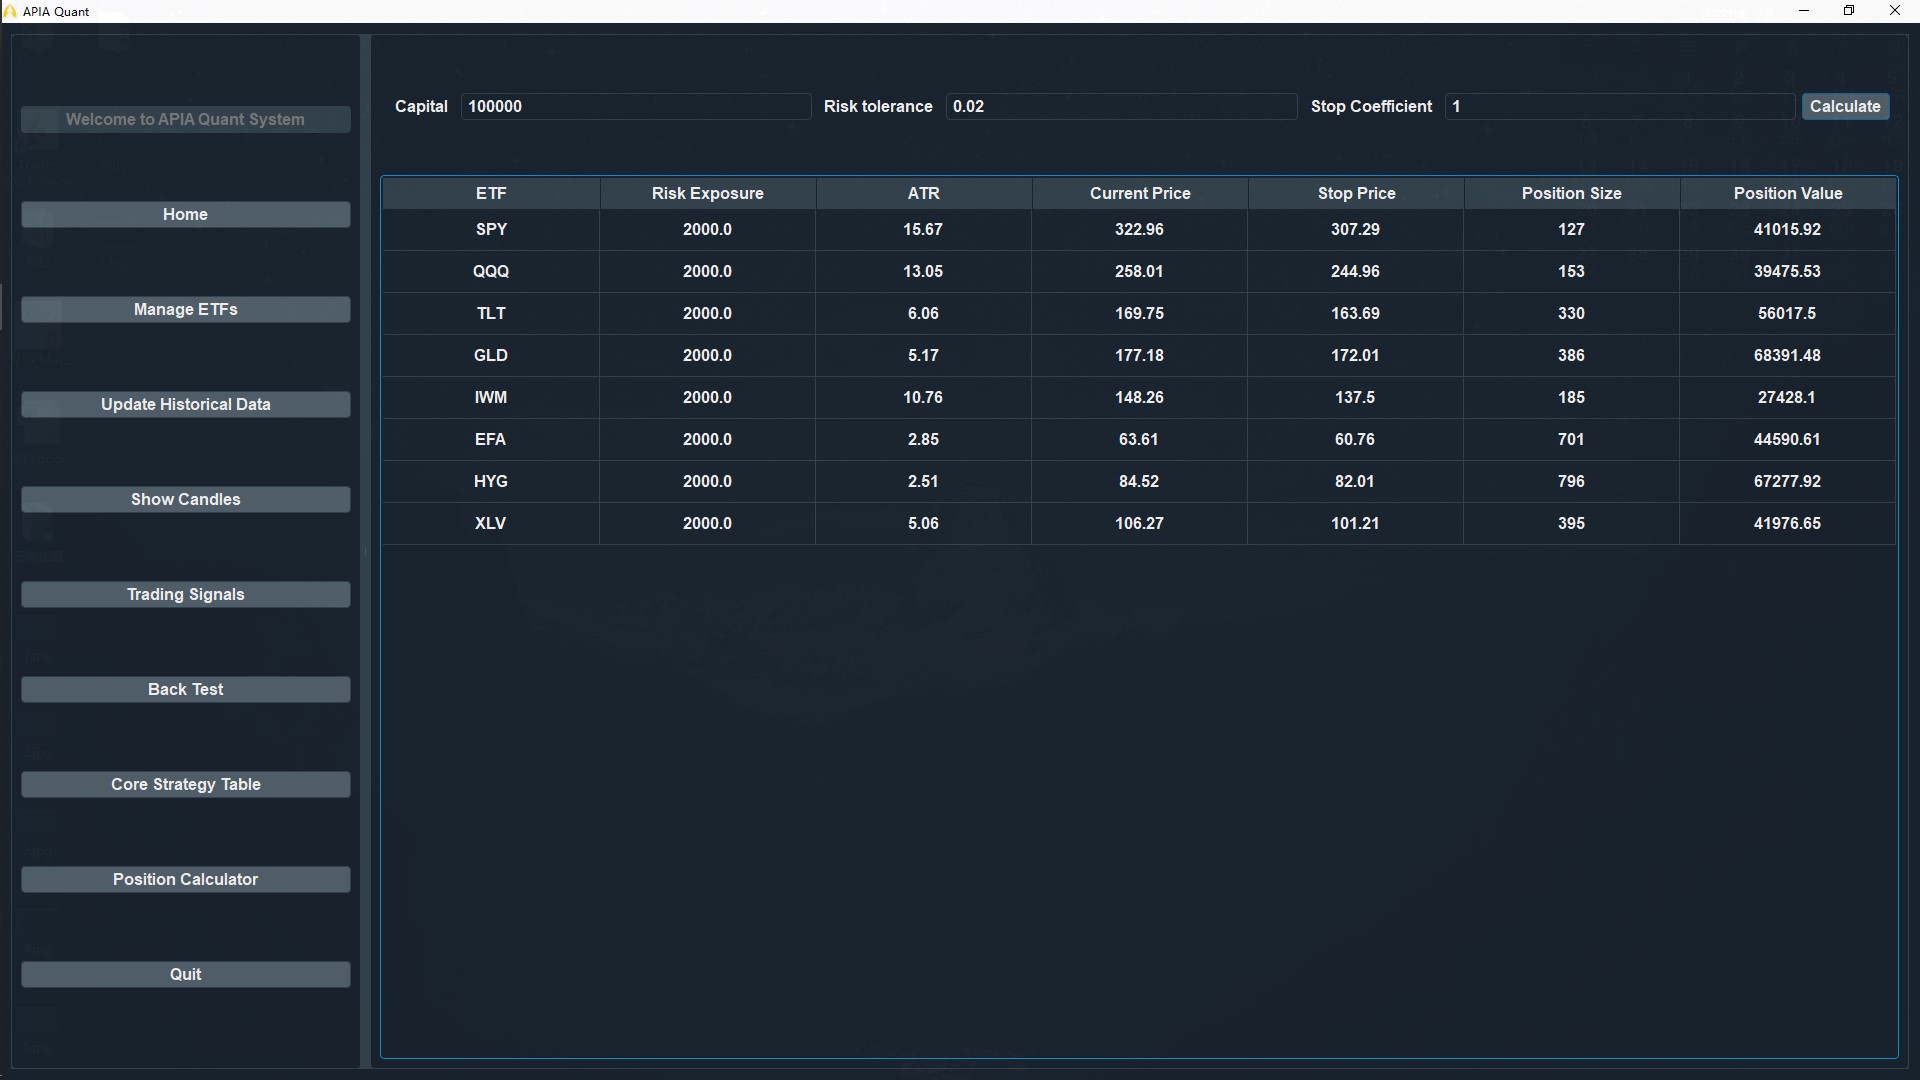 APIA Quant
Welcome to APIA Quant System
Home
Manage ETFs
Update Historical Data
Show Candles
Trading Signals
Back Test
Core Strategy Table
Position Calculator
Quit
Capital 100000 Risk tolerance 0.02 Stop Coefficient 1 Calculate
ETF Risk Exposure ATR Current Price Stop Price Position Size Position Value
SPY 2000.0 15.67 322.96 307.29 127 41015.92
QQQ 2000.0 13.05 258.01 244.96 153 39475.53
TLT 2000.0 6.06 169.75 163.69 330 56017.5
GLD 2000.0 5.17 177.18 172.01 386 68391.48
IWM 2000.0 10.76 148.26 137.5 185 27428.1
EFA 2000.0 2.85 63.61 60.76 701 44590.61
HYG 2000.0 2.51 84.52 82.01 796 67277.92
XLV 2000.0 5.06 106.27 101.21 395 41976.65